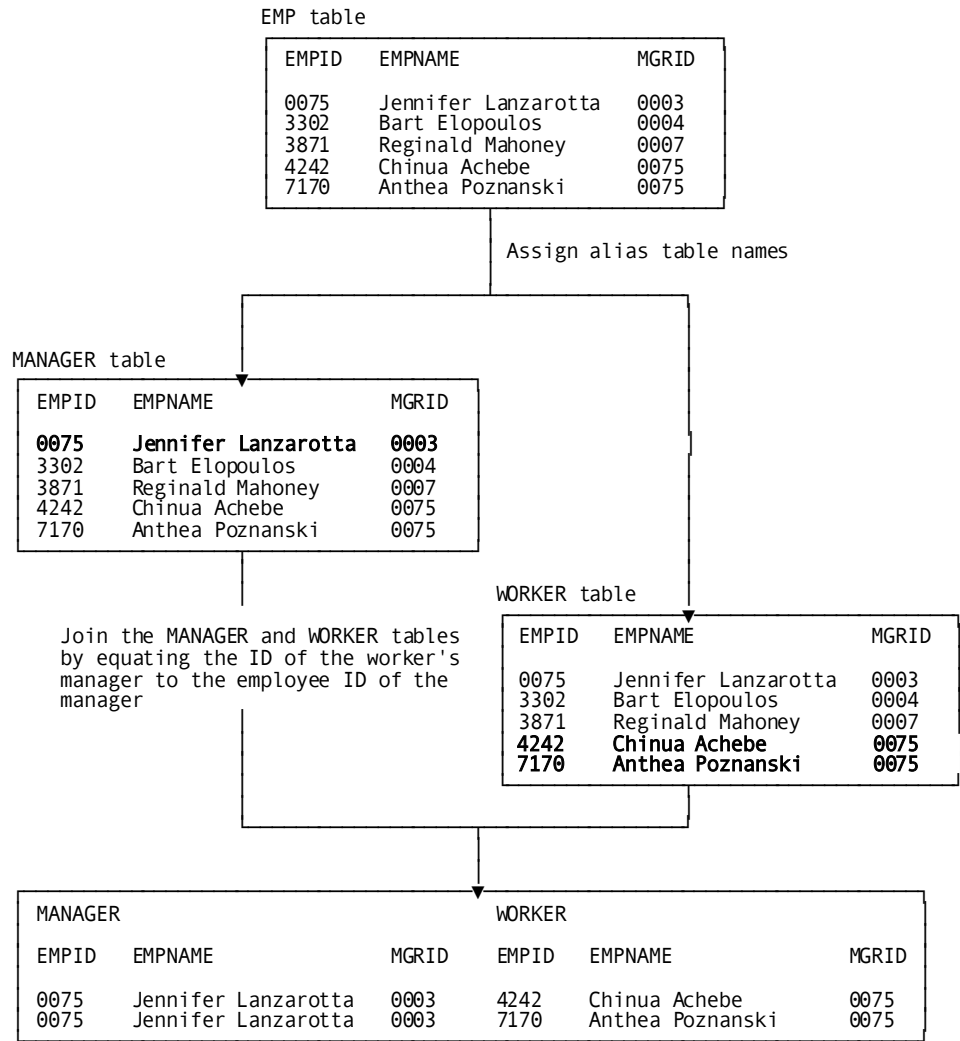 EMP table
EMPID EMPNAME MGRID
0075 Jennifer Lanzarotta 0003
3302 Bart Elopoulos 0004
3871 Reginald Mahoney 0007
4242 Chinua Achebe 0075
7170 Anthea Poznanski 0075
Assign alias table names
MANAGER table
EMPID EMPNAME MGRID
0075 Jennifer Lanzarotta 0003
3302 Bart Elopoulos 0004
3871 Reginald Mahoney 0007
4242 Chinua Achebe 0075
7170 Anthea Poznanski 0075
WORKER table
EMPID EMPNAME MGRID
0075 Jennifer Lanzarotta 0003
3302 Bart Elopoulos 0004
3871 Reginald Mahoney 0007
4242 Chinua Achebe 0075
7170 Anthea Poznanski 0075
Join the MANAGER and WORKER tables
by equating the ID of the worker's
manager to the employee ID of the
manager
MANAGER WORKER
EMPID EMPNAME MGRID EMPID EMPNAME MGRID
0075 Jennifer Lanzarotta 0003 4242 Chinua Achebe 0075
0075 Jennifer Lanzarotta 0003 7170 Anthea Poznanski 0075